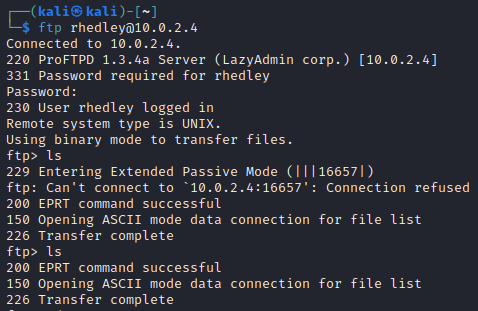 ┌──(kali㉿kali)-[~]
└─$ ftp rhedley@10.0.2.4
Connected to 10.0.2.4.
220 ProFTPD 1.3.4a Server (LazyAdmin corp.) [10.0.2.4]
331 Password required for rhedley
Password:
230 User rhedley logged in
Remote system type is UNIX.
Using binary mode to transfer files.
ftp> ls
229 Entering Extended Passive Mode (|||16657|)
ftp: Can't connect to `10.0.2.4:16657': Connection refused
200 EPRT command successful
150 Opening ASCII mode data connection for file list
226 Transfer complete
ftp> ls
200 EPRT command successful
150 Opening ASCII mode data connection for file list
226 Transfer complete